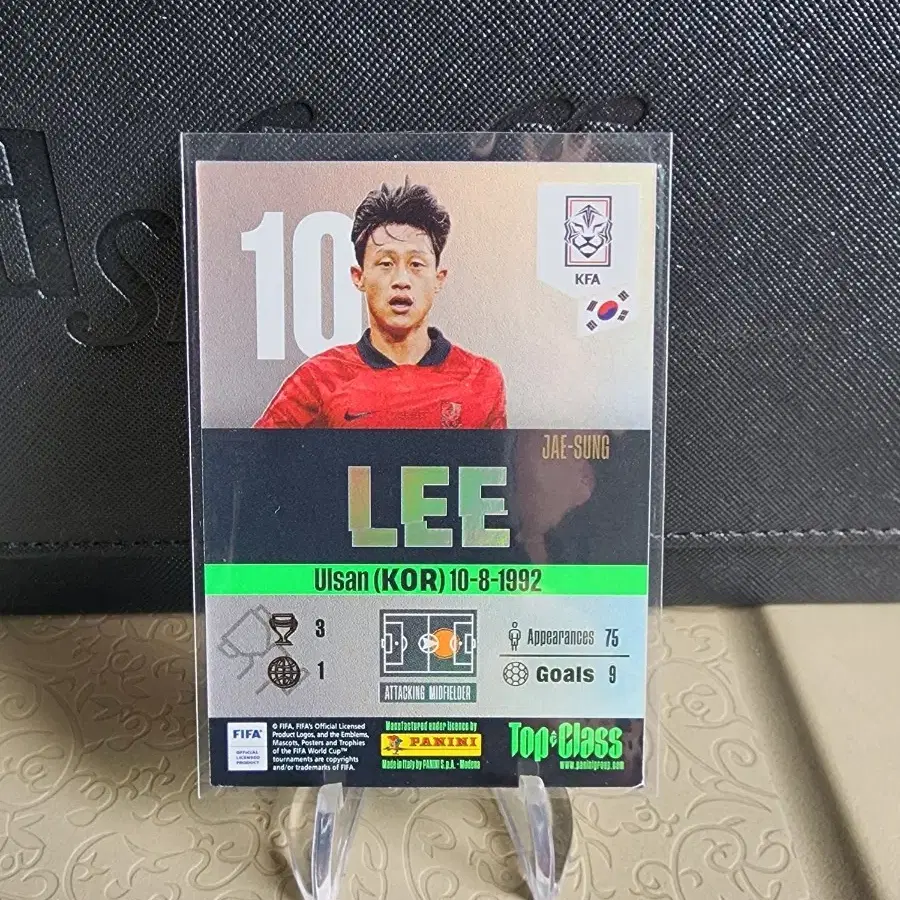 10
KFA
JAE-SUNG
LEE
Ulsan (KOR) 10-8-1992
3
1
ATTACKING MIDFIELDER
Appearances 75
Goals 9
FIFA®
OFFICIAL
LICENSED
PRODUCT
© FIFA, FIFA's Official Licensed
Product Logos, and the Emblems,
Mascots, Posters and Trophies
of the FIFA World Cup™
tournaments are copyrights
and/or trademarks of FIFA.
Manufactured under licence by
PANINI
Made in Italy by PANINI S.p.A. - Modena
Top Class
www.paninigroup.com